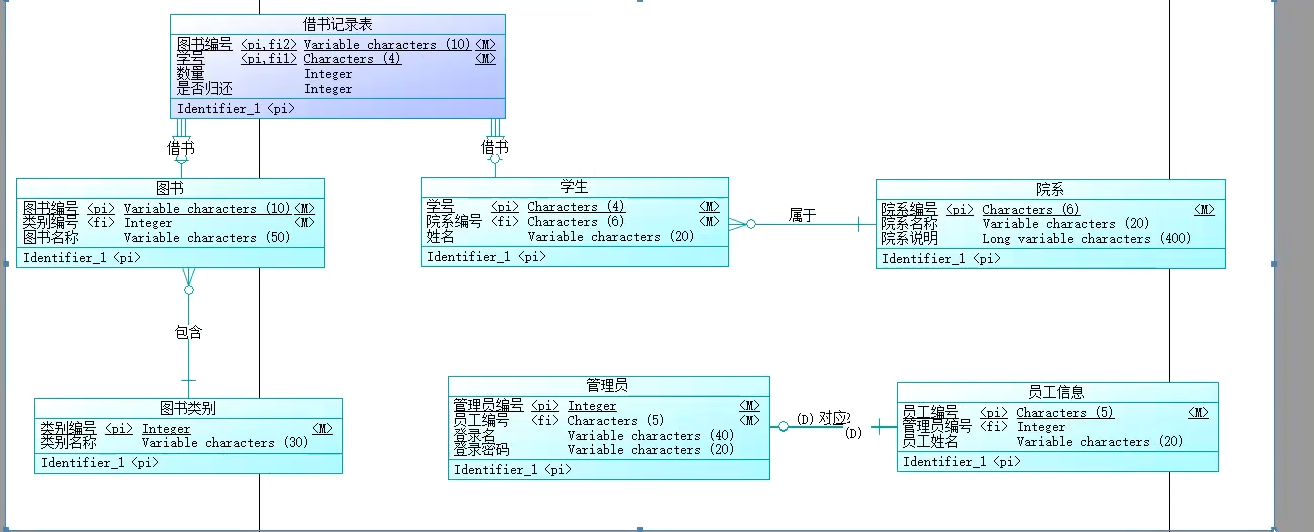 借书记录表
图书编号 <pi,fi2> Variable characters (10) <M>
学号 <pi,fi1> Characters (4) <M>
数量 Integer
是否归还 Integer
Identifier_1 <pi>
借书
借书
图书
图书编号 <pi> Variable characters (10) <M>
类别编号 <fi> Integer <M>
图书名称 Variable characters (50)
Identifier_1 <pi>
学生
学号 <pi> Characters (4) <M>
院系编号 <fi> Characters (6) <M>
姓名 Variable characters (20)
Identifier_1 <pi>
属于
院系
院系编号 <pi> Characters (6) <M>
院系名称 Variable characters (20)
院系说明 Long variable characters (400)
Identifier_1 <pi>
包含
图书类别
类别编号 <pi> Integer <M>
类别名称 Variable characters (30)
Identifier_1 <pi>
管理员
管理员编号 <pi> Integer <M>
员工编号 <fi> Characters (5) <M>
登录名 Variable characters (40)
登录密码 Variable characters (20)
Identifier_1 <pi>
(D) 对应2
(D)
员工信息
员工编号 <pi> Characters (5) <M>
管理员编号 <fi> Integer
员工姓名 Variable characters (20)
Identifier_1 <pi>